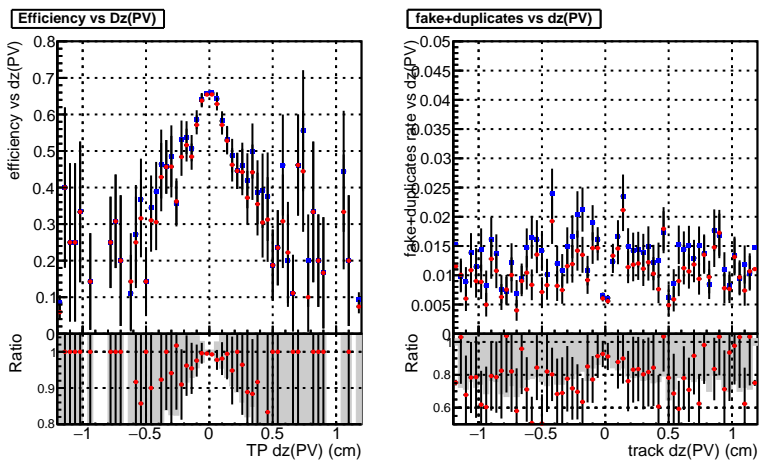 Efficiency vs Dz(PV)
efficiency vs dz(PV)
0.8
0.7
0.6
0.5
0.4
0.3
0.2
0.1
0
Ratio
1
0.9
0.8
−1 −0.5 0 0.5 1
TP dz(PV) (cm)
fake+duplicates vs dz(PV)
fake+duplicates rate vs dz(PV)
0.05
0.045
0.04
0.035
0.03
0.025
0.02
0.015
0.01
0.005
0
Ratio
1
0.8
0.6
−1 −0.5 0 0.5 1
track dz(PV) (cm)